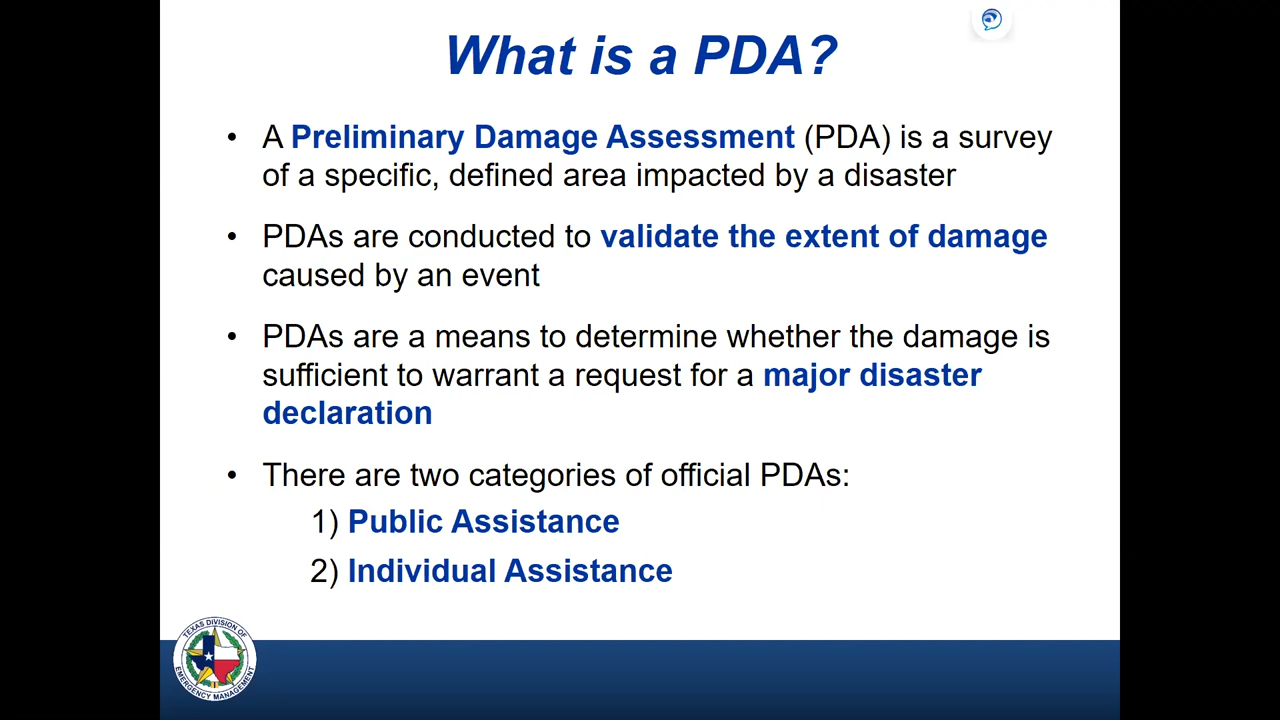 What is a PDA?
• A Preliminary Damage Assessment (PDA) is a survey
of a specific, defined area impacted by a disaster
• PDAs are conducted to validate the extent of damage
caused by an event
• PDAs are a means to determine whether the damage is
sufficient to warrant a request for a major disaster
declaration
• There are two categories of official PDAs:
1) Public Assistance
2) Individual Assistance
TEXAS DIVISION OF
EMERGENCY MANAGEMENT